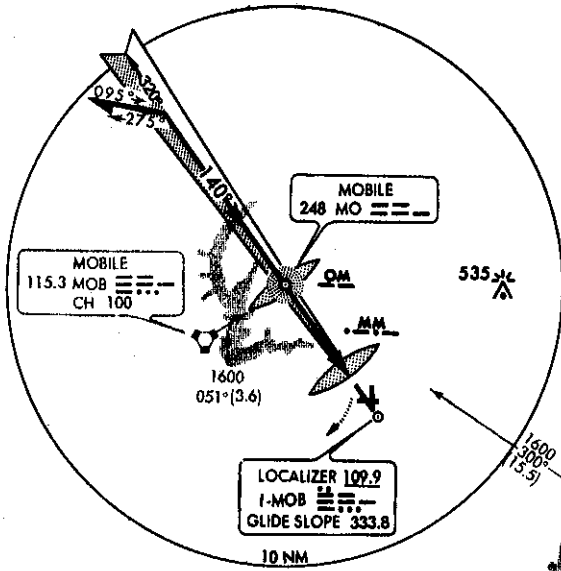 320°
095°
275°
140°
MOBILE
248 MO
MOBILE
115.3 MOB
CH 100
OM
MM
535
1600
051° (3.6)
1600
300°
(15.5)
LOCALIZER 109.9
I-MOB
GLIDE SLOPE 333.8
10 NM